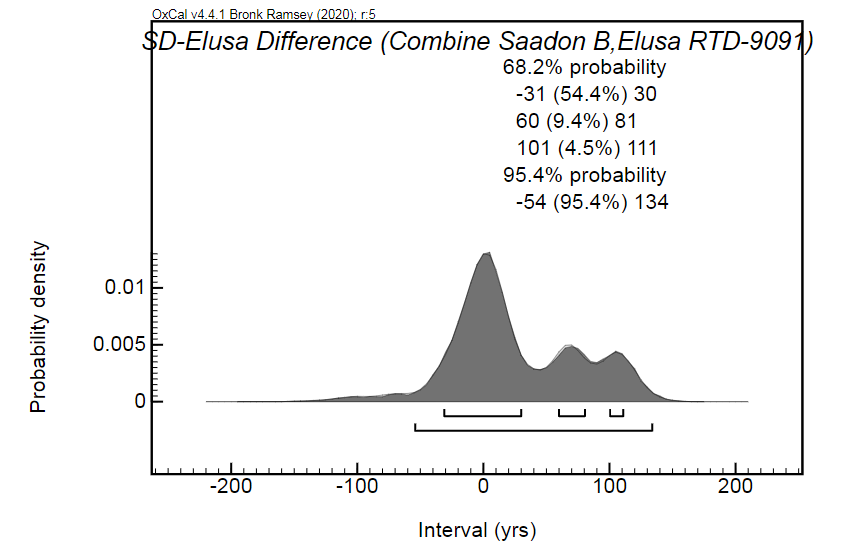 OxCal v4.4.1 Bronk Ramsey (2020); r:5
SD-Elusa Difference (Combine Saadon B,Elusa RTD-9091)
68.2% probability
-31 (54.4%) 30
60 (9.4%) 81
101 (4.5%) 111
95.4% probability
-54 (95.4%) 134
Probability density
0.01
0.005
0
-200 -100 0 100 200
Interval (yrs)